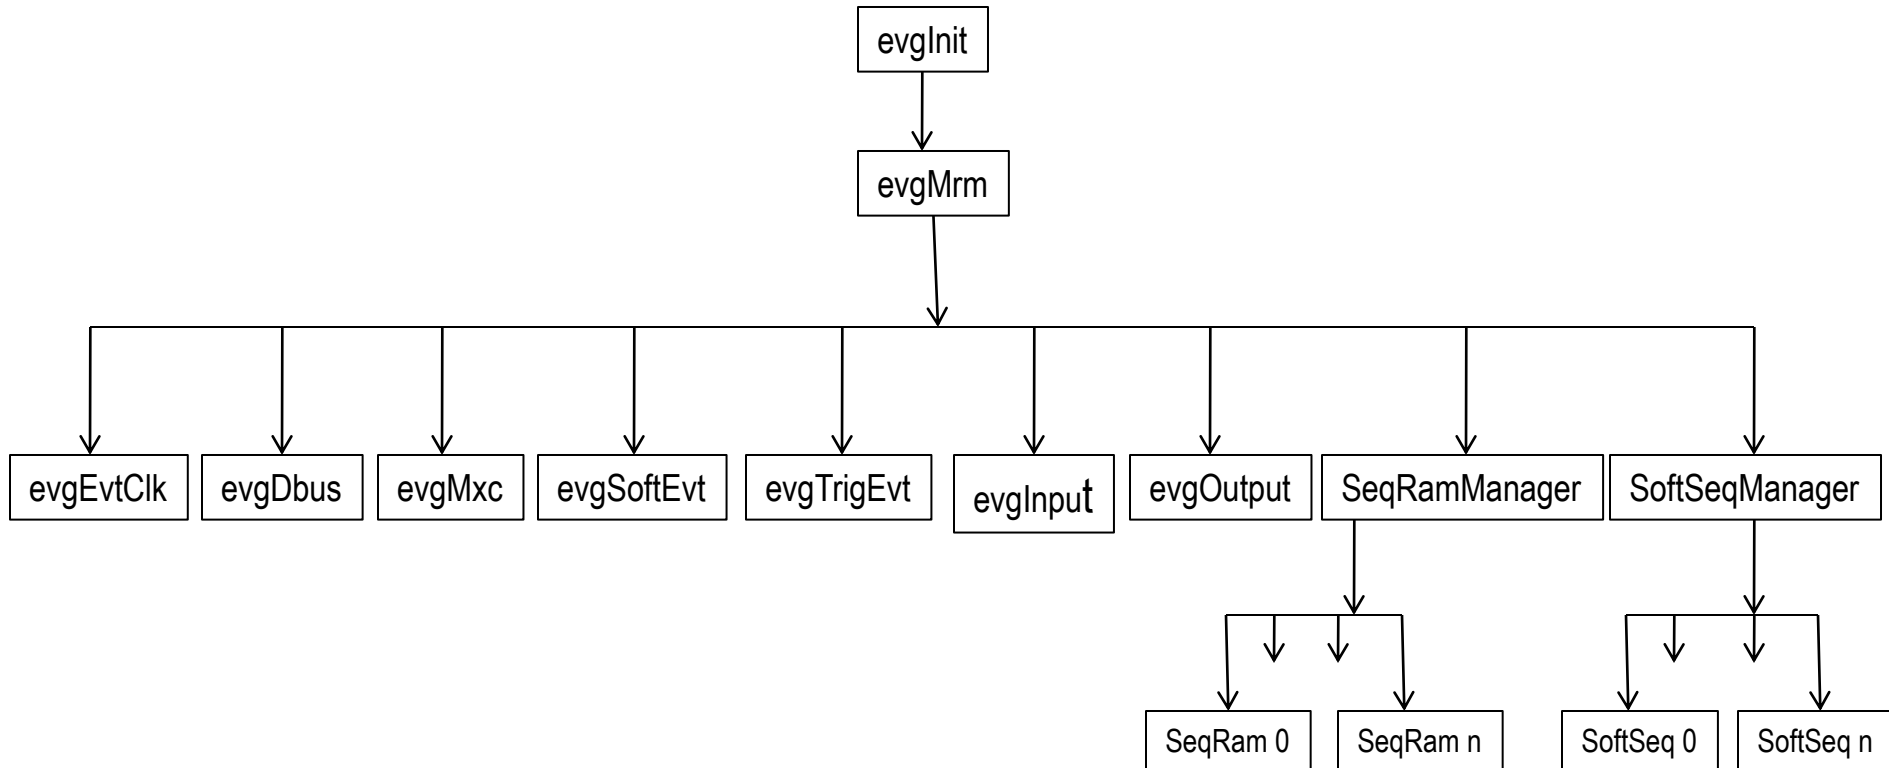 evgInit
evgMrm
evgEvtClk
evgDbus
evgMxc
evgSoftEvt
evgTrigEvt
evgInput
evgOutput
SeqRamManager
SoftSeqManager
SeqRam 0
SeqRam n
SoftSeq 0
SoftSeq n